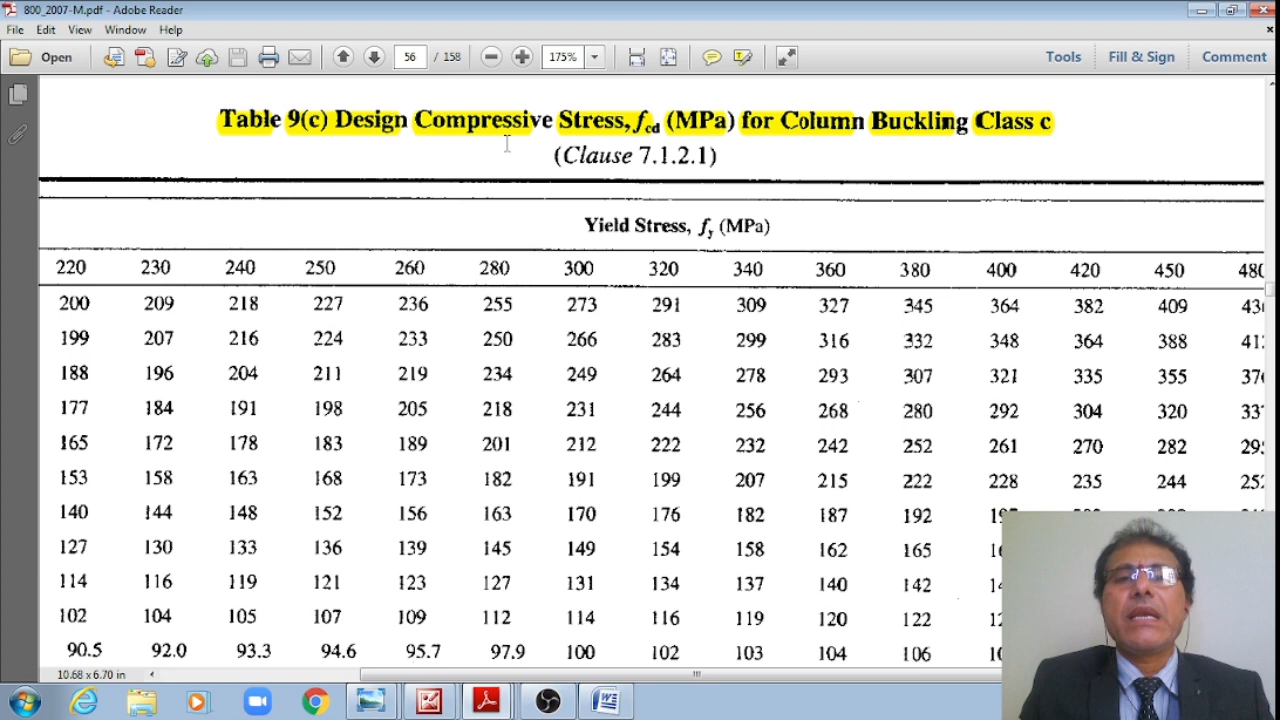 800_2007-M.pdf - Adobe Reader
File Edit View Window Help
Open 56 / 158 175% Tools Fill & Sign Comment
Table 9(c) Design Compressive Stress, fcd (MPa) for Column Buckling Class c
(Clause 7.1.2.1)
Yield Stress, fy (MPa)
220 230 240 250 260 280 300 320 340 360 380 400 420 450 480
200 209 218 227 236 255 273 291 309 327 345 364 382 409
199 207 216 224 233 250 266 283 299 316 332 348 364 388
188 196 204 211 219 234 249 264 278 293 307 321 335 355
177 184 191 198 205 218 231 244 256 268 280 292 304 320
165 172 178 183 189 201 212 222 232 242 252 261 270 282
153 158 163 168 173 182 191 199 207 215 222 228 235 244
140 144 148 152 156 163 170 176 182 187 192
127 130 133 136 139 145 149 154 158 162 165
114 116 119 121 123 127 131 134 137 140 142
102 104 105 107 109 112 114 116 119 120 122
90.5 92.0 93.3 94.6 95.7 97.9 100 102 103 104 106
10.68 x 6.70 in